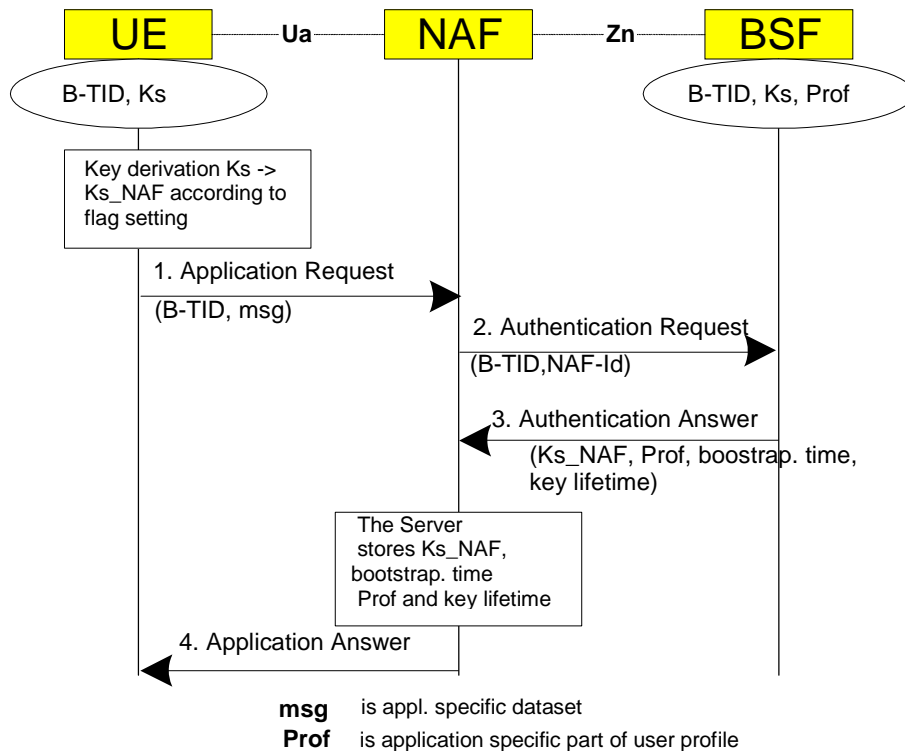 UE
Ua
NAF
Zn
BSF
B-TID, Ks
B-TID, Ks, Prof
Key derivation Ks ->
Ks_NAF according to
flag setting
1. Application Request
(B-TID, msg)
2. Authentication Request
(B-TID,NAF-Id)
3. Authentication Answer
(Ks_NAF, Prof, boostrap. time,
key lifetime)
The Server
stores Ks_NAF,
bootstrap. time
Prof and key lifetime
4. Application Answer
msg is appl. specific dataset
Prof is application specific part of user profile